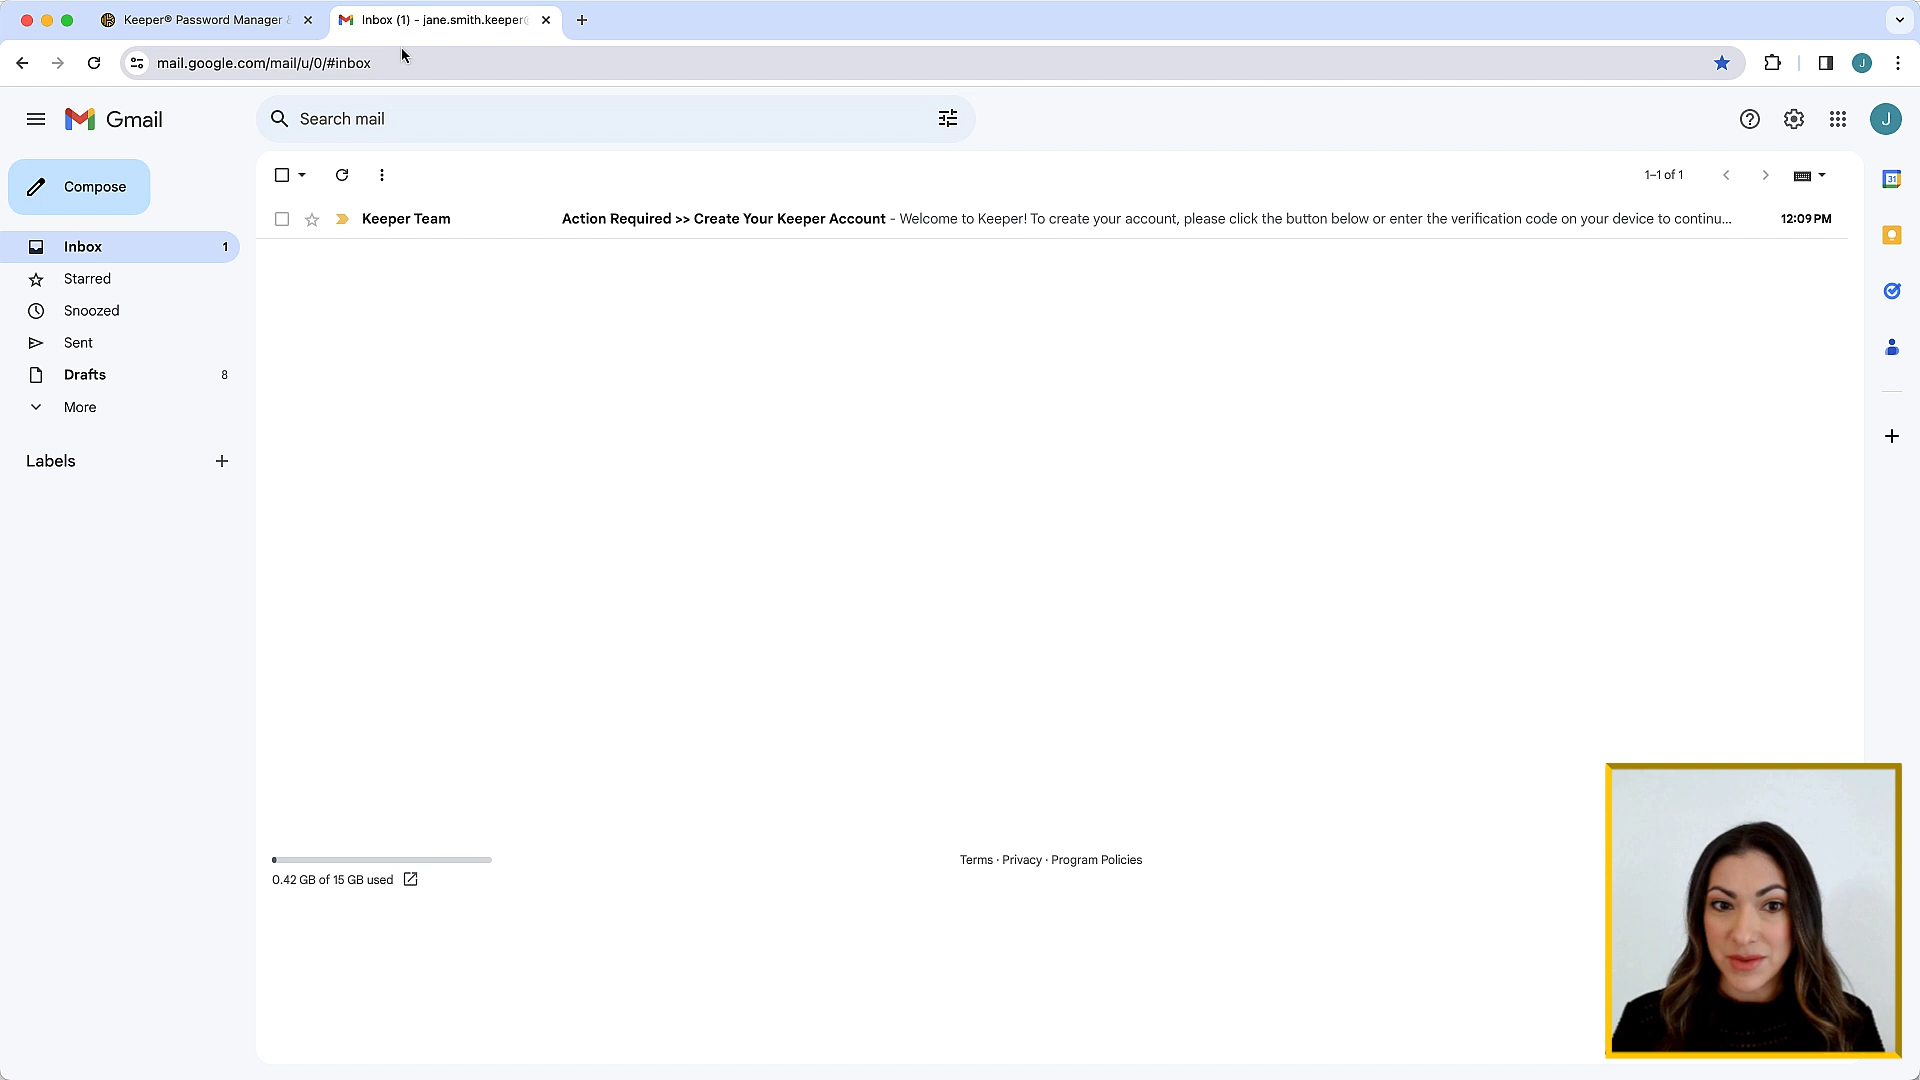 Keeper® Password Manager
Inbox (1) - jane.smith.keeper
mail.google.com/mail/u/0/#inbox
J
Gmail
Search mail
J
Compose
1–1 of 1
31
Keeper Team Action Required >> Create Your Keeper Account - Welcome to Keeper! To create your account, please click the button below or enter the verification code on your device to continu... 12:09 PM
Inbox 1
Starred
Snoozed
Sent
Drafts 8
More
Labels
0.42 GB of 15 GB used
Terms · Privacy · Program Policies